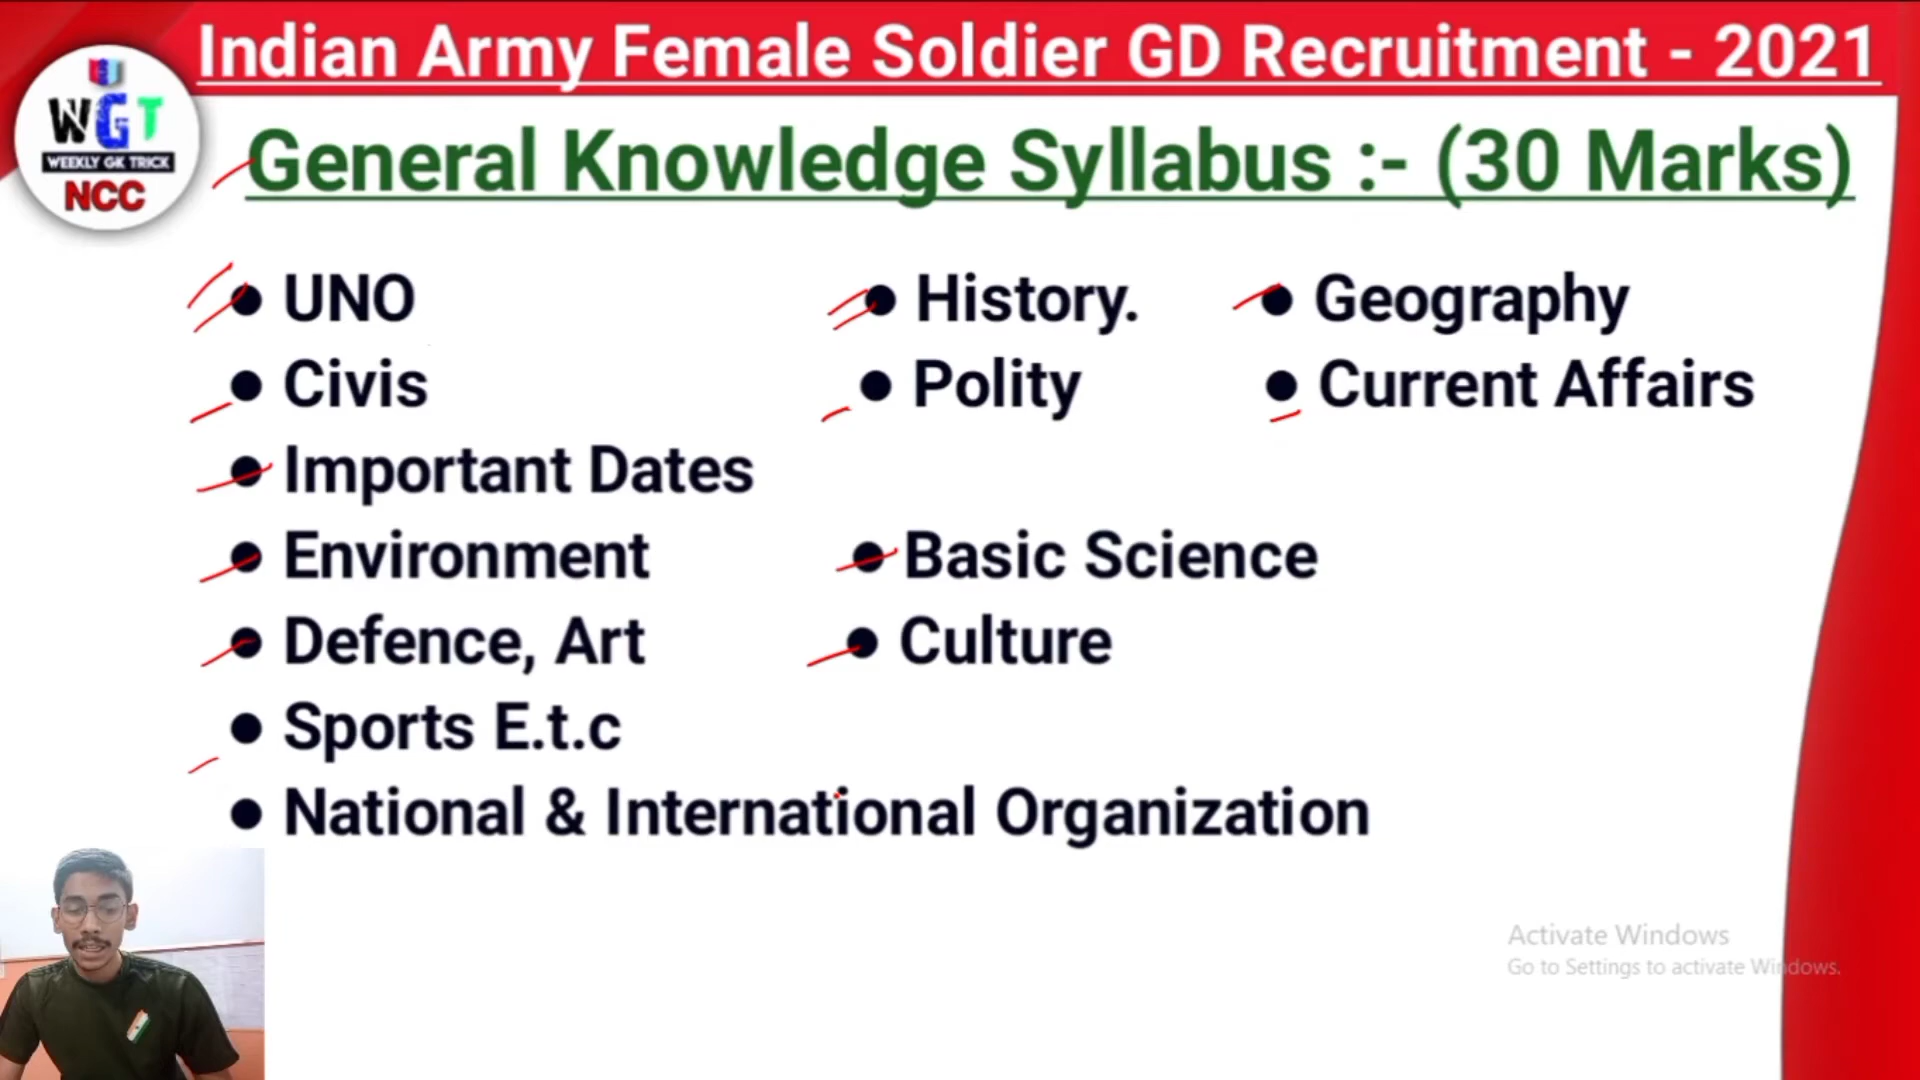 Indian Army Female Soldier GD Recruitment - 2021
WGT
WEEKLY GK TRICK
NCC
General Knowledge Syllabus :- (30 Marks)
● UNO ● History. ● Geography
● Civis ● Polity ● Current Affairs
● Important Dates
● Environment ● Basic Science
● Defence, Art ● Culture
● Sports E.t.c
● National & International Organization
Activate Windows
Go to Settings to activate Windows.